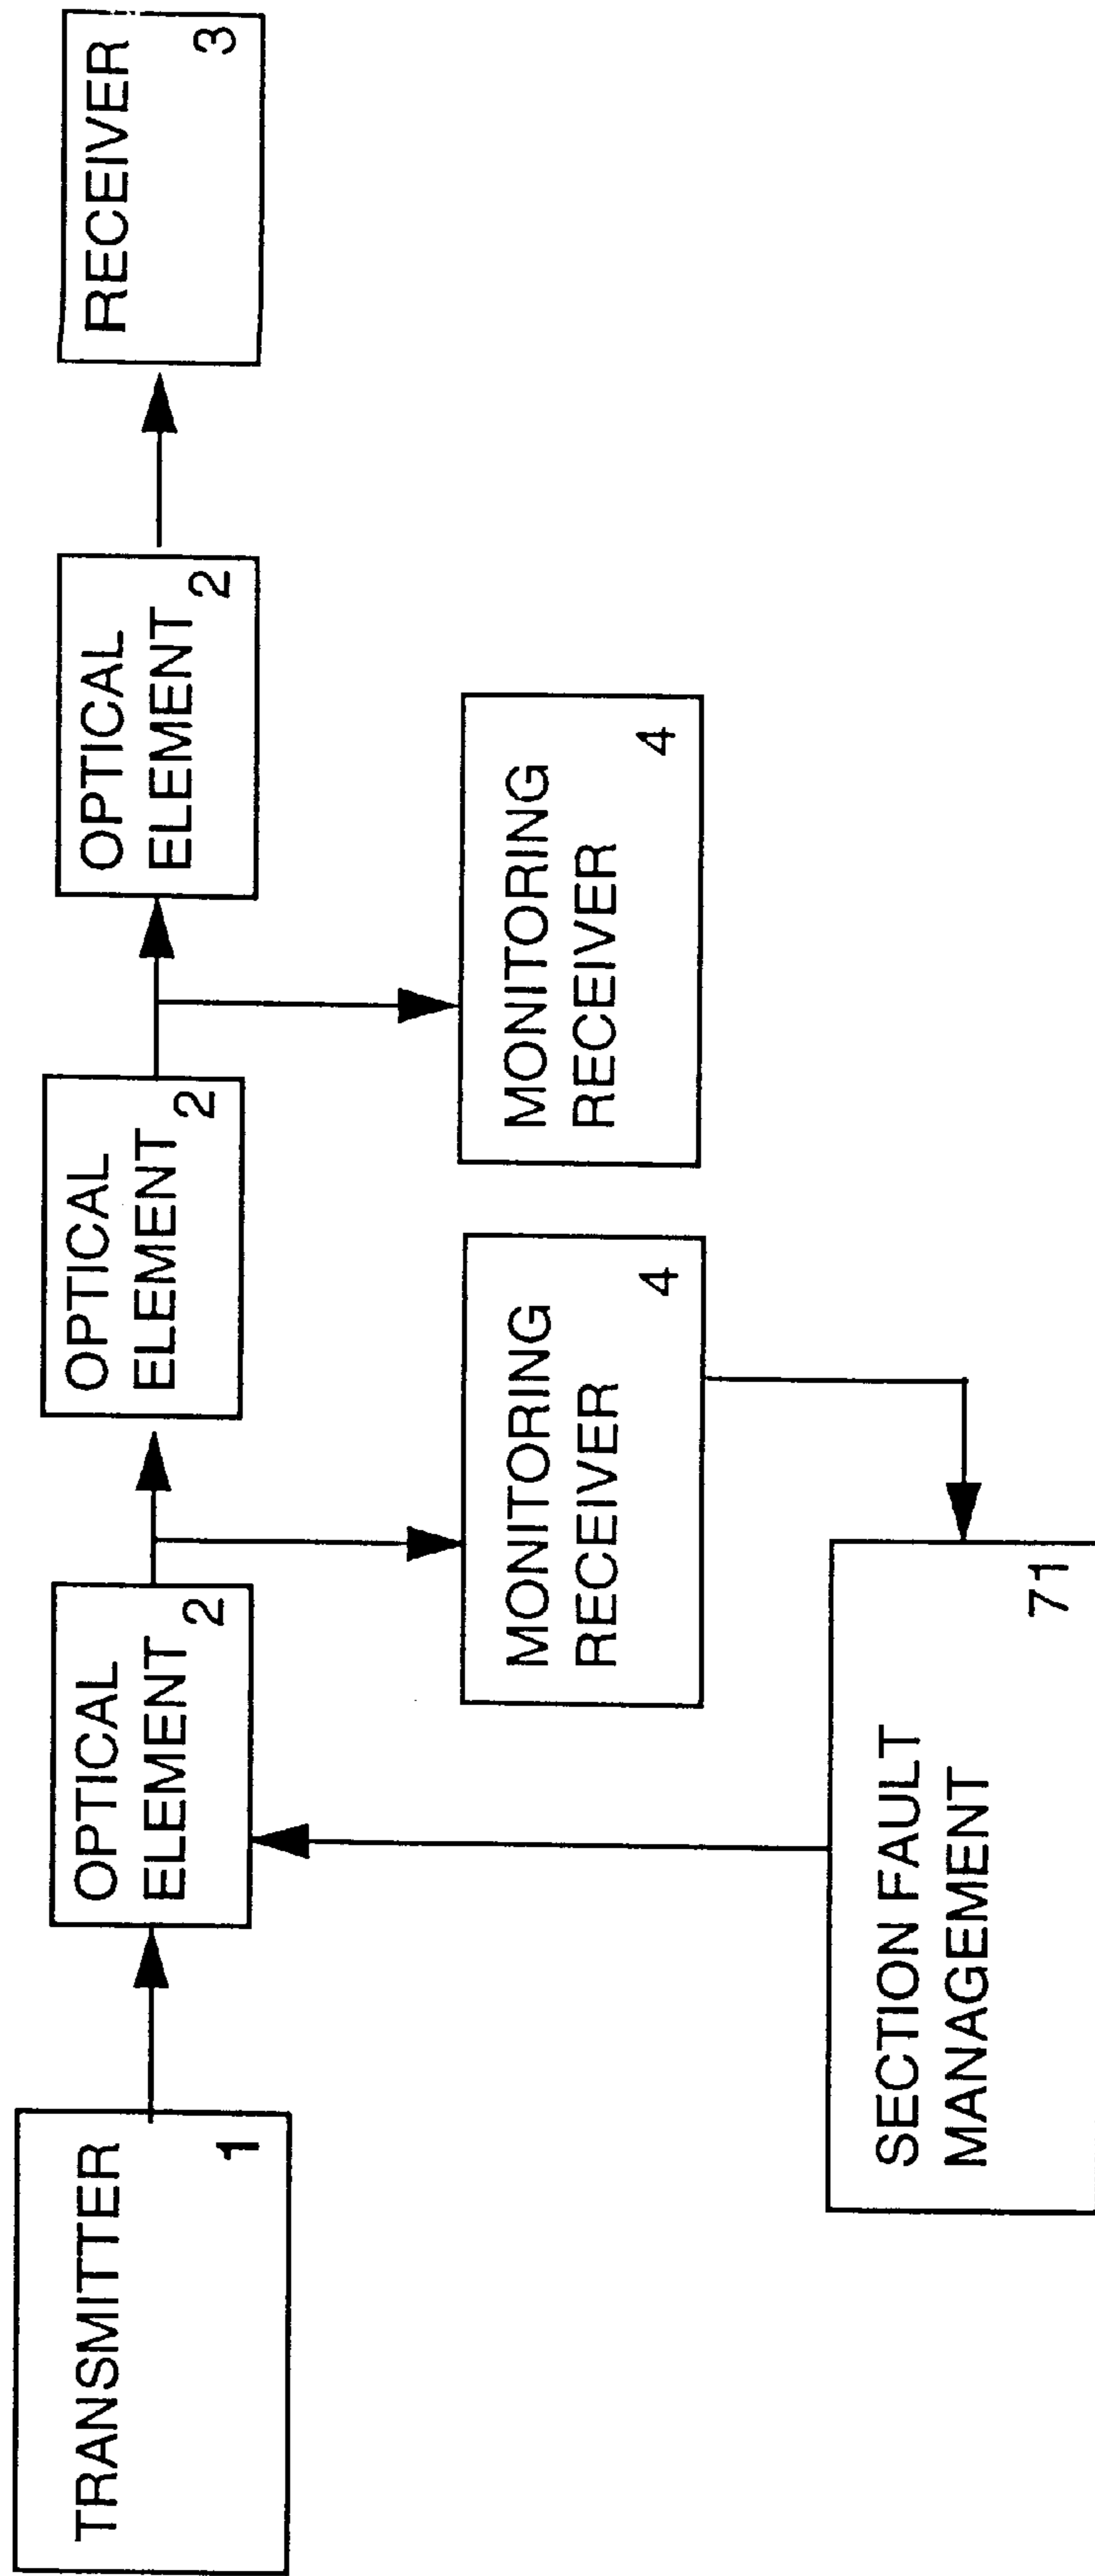 TRANSMITTER
1
OPTICAL
ELEMENT
2
OPTICAL
ELEMENT
2
OPTICAL
ELEMENT
2
RECEIVER
3
MONITORING
RECEIVER
4
MONITORING
RECEIVER
4
SECTION FAULT
MANAGEMENT
71